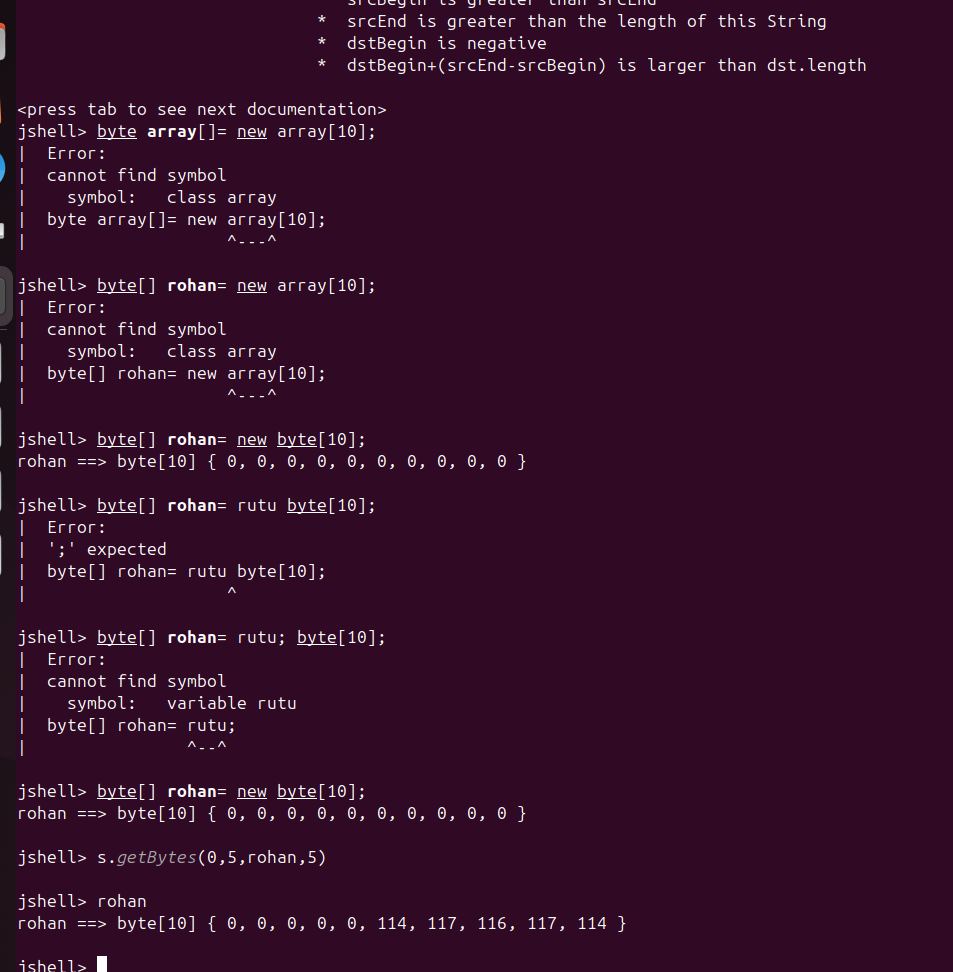 srcBegin is greater than srcEnd
* srcEnd is greater than the length of this String
* dstBegin is negative
* dstBegin+(srcEnd-srcBegin) is larger than dst.length
<press tab to see next documentation>
jshell> byte array[]= new array[10];
| Error:
| cannot find symbol
|   symbol:   class array
| byte array[]= new array[10];
|                   ^---^
jshell> byte[] rohan= new array[10];
| Error:
| cannot find symbol
|   symbol:   class array
| byte[] rohan= new array[10];
|                   ^---^
jshell> byte[] rohan= new byte[10];
rohan ==> byte[10] { 0, 0, 0, 0, 0, 0, 0, 0, 0, 0 }
jshell> byte[] rohan= rutu byte[10];
| Error:
| ';' expected
| byte[] rohan= rutu byte[10];
|                   ^
jshell> byte[] rohan= rutu; byte[10];
| Error:
| cannot find symbol
|   symbol:   variable rutu
| byte[] rohan= rutu;
|               ^--^
jshell> byte[] rohan= new byte[10];
rohan ==> byte[10] { 0, 0, 0, 0, 0, 0, 0, 0, 0, 0 }
jshell> s.getBytes(0,5,rohan,5)
jshell> rohan
rohan ==> byte[10] { 0, 0, 0, 0, 0, 114, 117, 116, 117, 114 }
jshell>